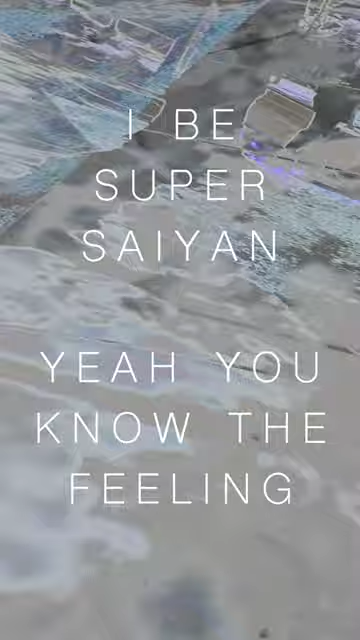 I BE
SUPER
SAIYAN
YEAH YOU
KNOW THE
FEELING